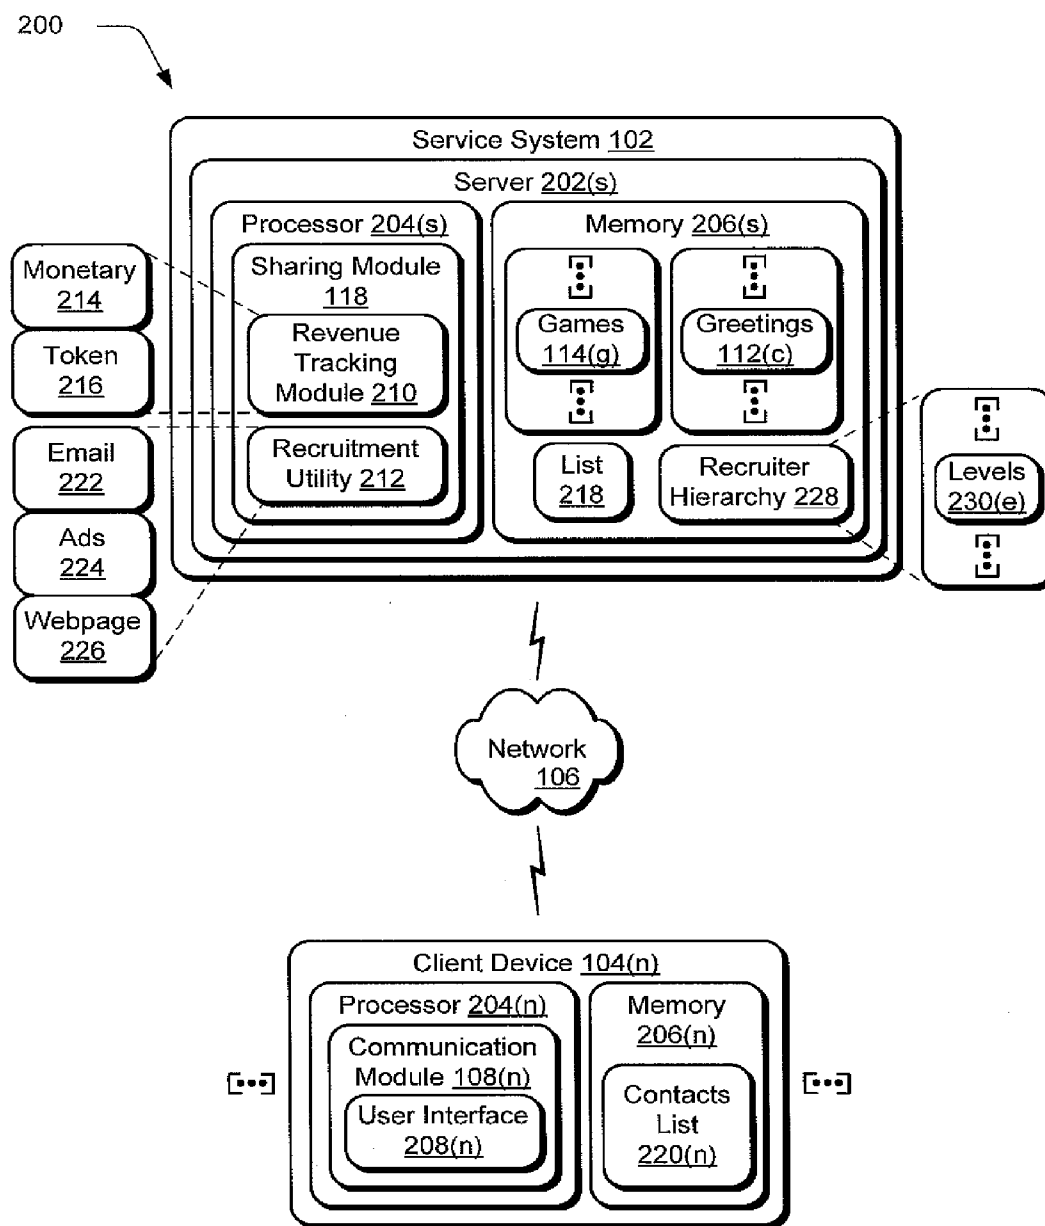 200
Service System 102
Server 202(s)
Processor 204(s)
Sharing Module
118
Revenue
Tracking
Module 210
Recruitment
Utility 212
Memory 206(s)
Games
114(g)
Greetings
112(c)
List
218
Recruiter
Hierarchy 228
Monetary
214
Token
216
Email
222
Ads
224
Webpage
226
Levels
230(e)
Network
106
Client Device 104(n)
Processor 204(n)
Communication
Module 108(n)
User Interface
208(n)
Memory
206(n)
Contacts
List
220(n)